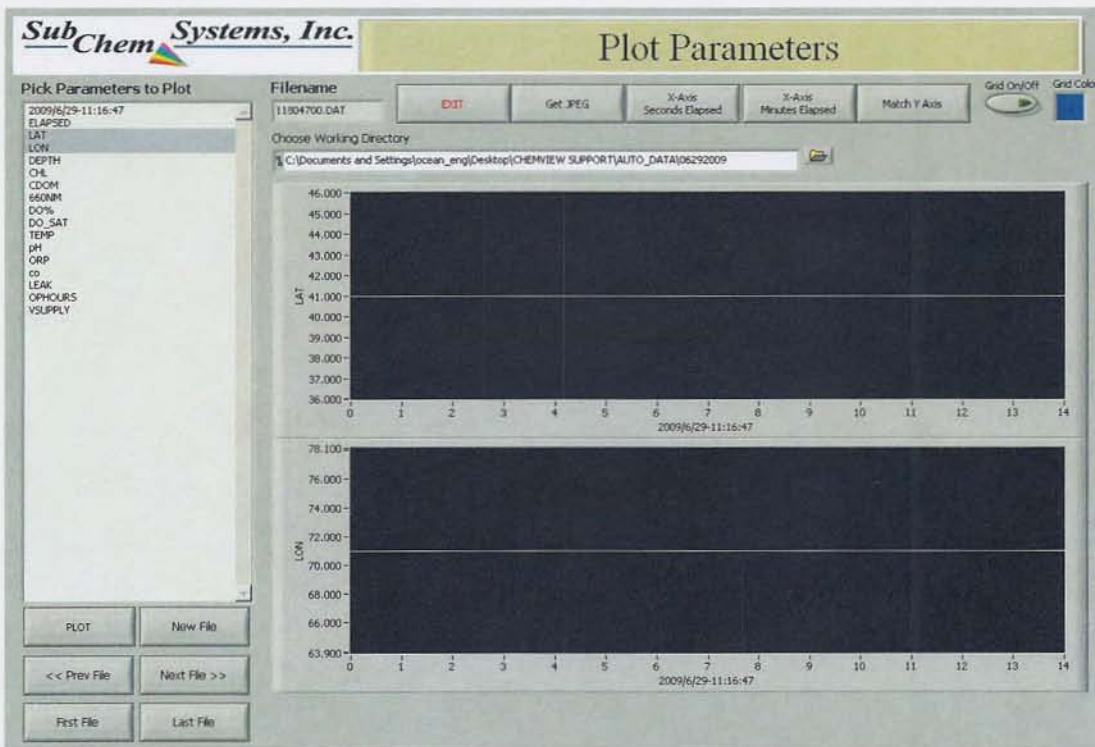 Sub Chem Systems, Inc.
Plot Parameters
Pick Parameters to Plot
2009/6/29-11:16:47
ELAPSED
LAT
LON
DEPTH
CHL
CDOM
660NM
DO%
DO_SAT
TEMP
pH
ORP
co
LEAK
OPHOURS
VSUPPLY
PLOT
New File
<< Prev File
Next File >>
First File
Last File
Filename
11804700.DAT
EXIT
Get JPEG
X-Axis
Seconds Elapsed
X-Axis
Minutes Elapsed
Match Y Axis
Grid On/Off
Grid Color
Choose Working Directory
C:\Documents and Settings\ocean_eng\Desktop\CHEMVIEW SUPPORT\AUTO_DATA\06292009
LAT
46.000
45.000
44.000
43.000
42.000
41.000
40.000
39.000
38.000
37.000
36.000
0 1 2 3 4 5 6 7 8 9 10 11 12 13 14
2009/6/29-11:16:47
LON
78.100
76.000
74.000
72.000
70.000
68.000
66.000
63.900
0 1 2 3 4 5 6 7 8 9 10 11 12 13 14
2009/6/29-11:16:47